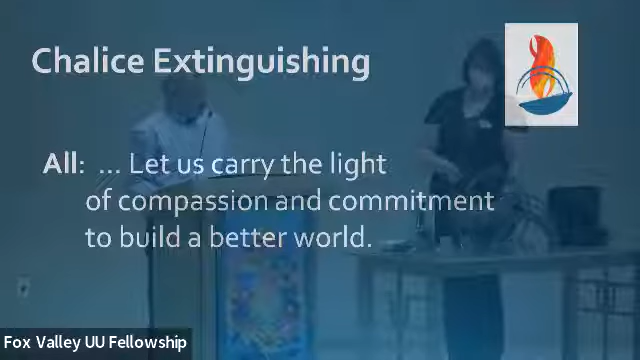 Chalice Extinguishing
All: ... Let us carry the light
of compassion and commitment
to build a better world.
Fox Valley UU Fellowship